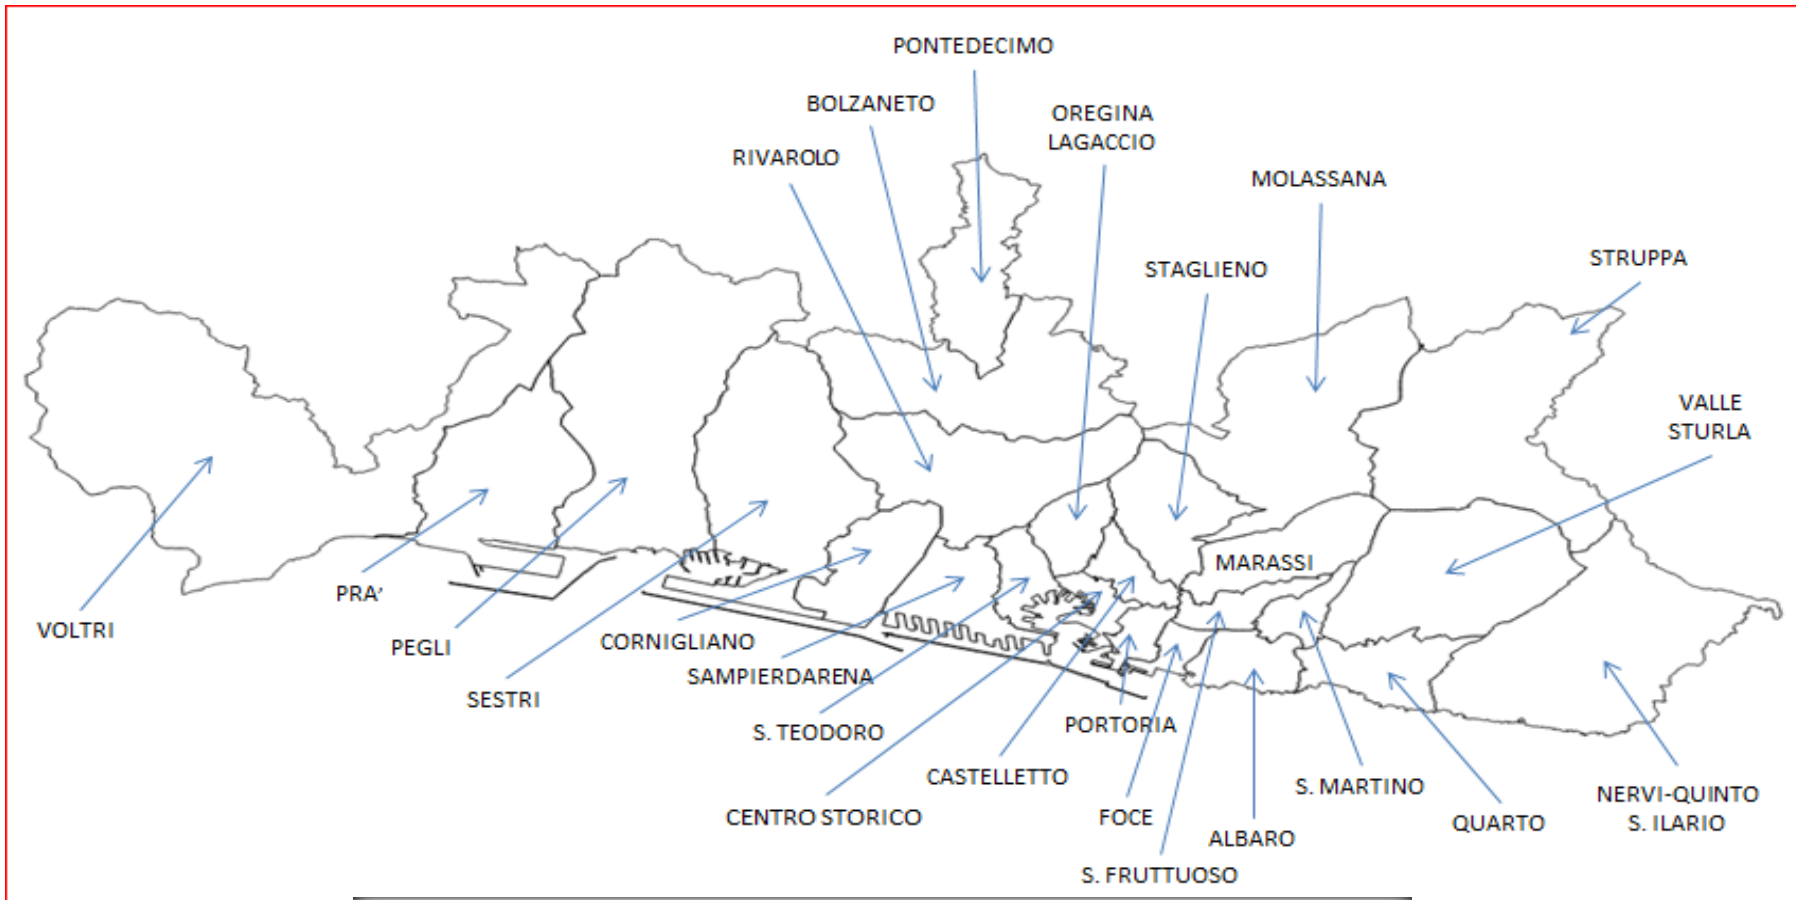 PONTEDECIMO
BOLZANETO
OREGINA
LAGACCIO
RIVAROLO
MOLASSANA
STRUPPA
STAGLIENO
VALLE
STURLA
MARASSI
PRA'
VOLTRI
PEGLI
CORNIGLIANO
SAMPIERDARENA
SESTRI
S. TEODORO
PORTORIA
CASTELLETTO
S. MARTINO
NERVI-QUINTO
S. ILARIO
CENTRO STORICO
FOCE
QUARTO
ALBARO
S. FRUTTUOSO